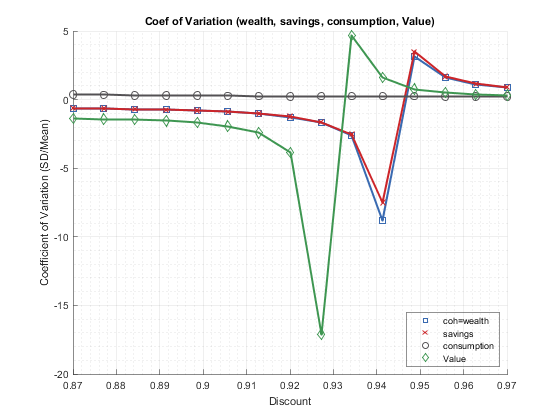 Coef of Variation (wealth, savings, consumption, Value)
Coefficient of Variation (SD/Mean)
5
0
-5
-10
-15
-20
coh=wealth
savings
consumption
Value
0.87 0.88 0.89 0.9 0.91 0.92 0.93 0.94 0.95 0.96 0.97
Discount